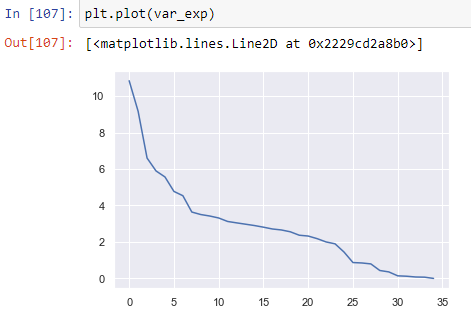 In [107]: plt.plot(var_exp)
Out[107]: [<matplotlib.lines.Line2D at 0x2229cd2a8b0>]
10
8
6
4
2
0
0 5 10 15 20 25 30 35